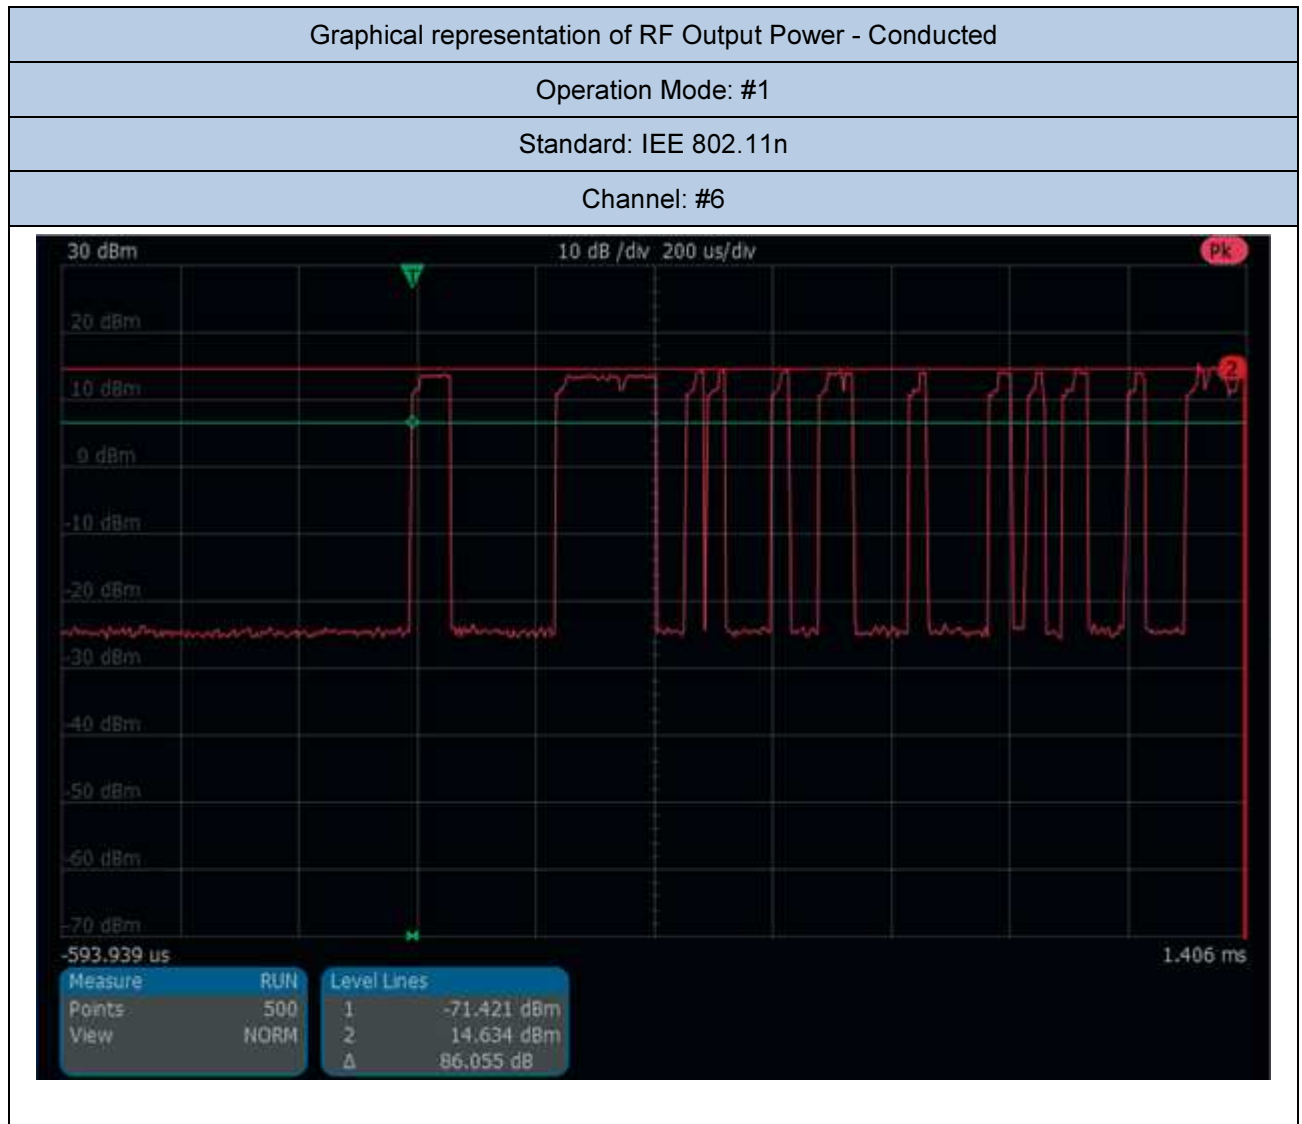 Graphical representation of RF Output Power - Conducted
Operation Mode: #1
Standard: IEE 802.11n
Channel: #6
30 dBm 10 dB /div 200 us/div Pk
T
20 dBm
2
10 dBm
0 dBm
-10 dBm
-20 dBm
-30 dBm
-40 dBm
-50 dBm
-60 dBm
-70 dBm
-593.939 us 1.406 ms
Measure RUN
Points 500
View NORM
Level Lines
1 -71.421 dBm
2 14.634 dBm
Δ 86.055 dB